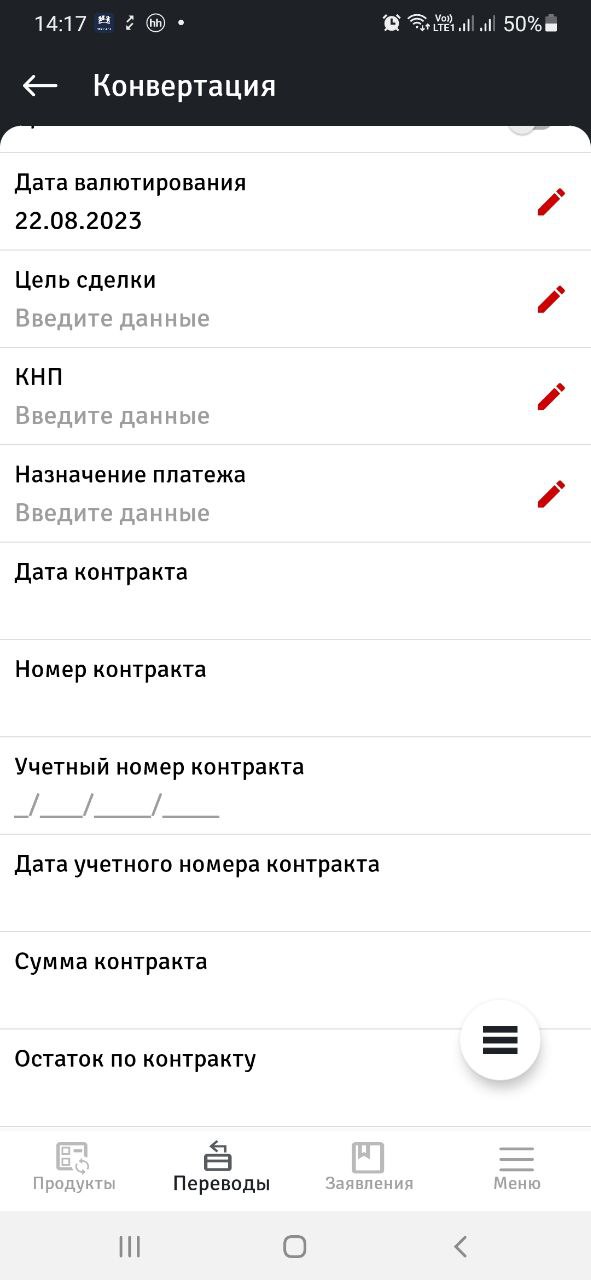 14:17 hh 50%
Vo)) LTE1
Конвертация
Дата валютирования
22.08.2023
Цель сделки
Введите данные
КНП
Введите данные
Назначение платежа
Введите данные
Дата контракта
Номер контракта
Учетный номер контракта
_/___/____/____
Дата учетного номера контракта
Сумма контракта
Остаток по контракту
Продукты Переводы Заявления Меню